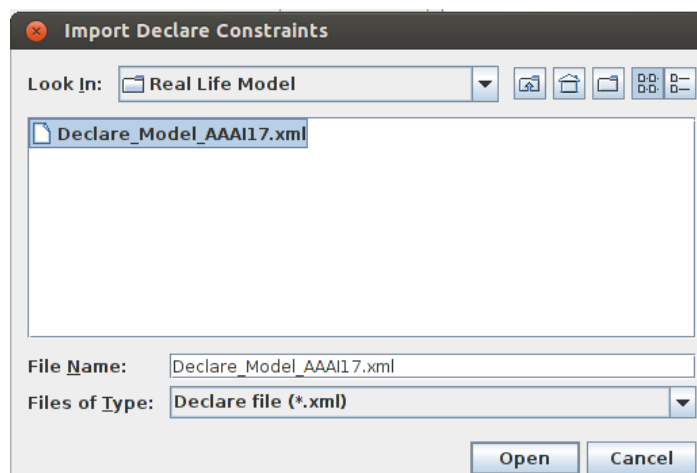 Import Declare Constraints
Look In: Real Life Model
Declare_Model_AAAI17.xml
File Name: Declare_Model_AAAI17.xml
Files of Type: Declare file (*.xml)
Open Cancel